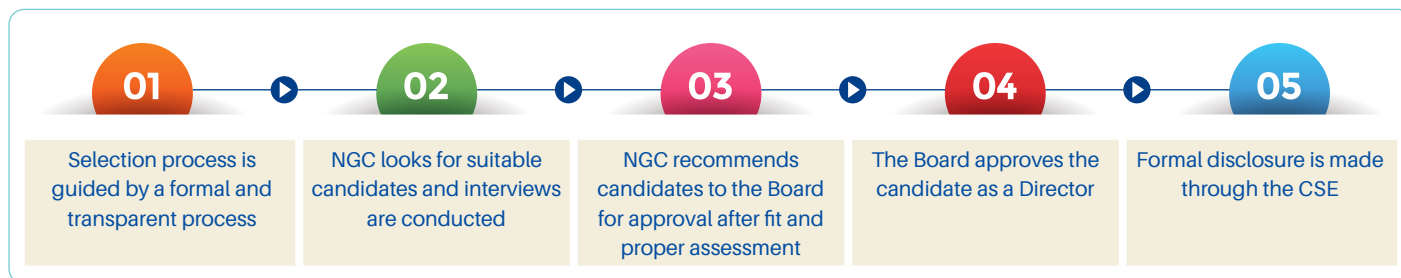 01
Selection process is
guided by a formal and
transparent process
02
NGC looks for suitable
candidates and interviews
are conducted
03
NGC recommends
candidates to the Board
for approval after fit and
proper assessment
04
The Board approves the
candidate as a Director
05
Formal disclosure is made
through the CSE